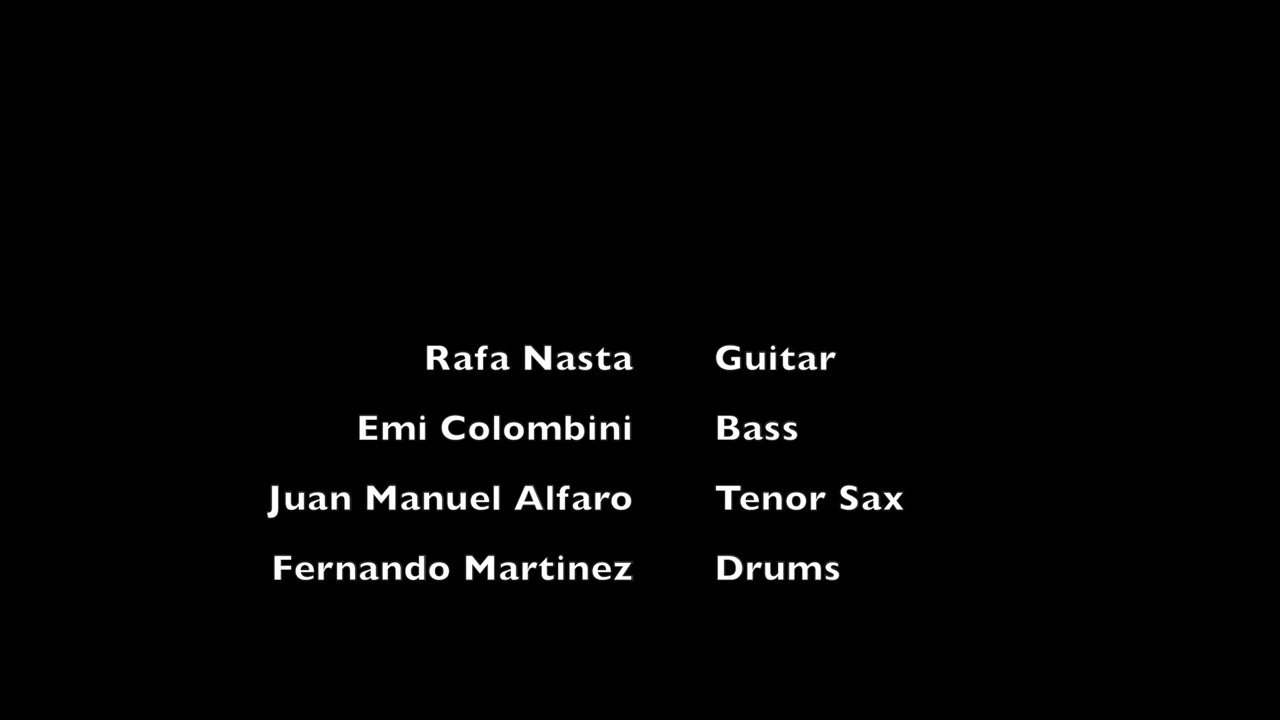 Rafa Nasta Guitar
Emi Colombini Bass
Juan Manuel Alfaro Tenor Sax
Fernando Martinez Drums